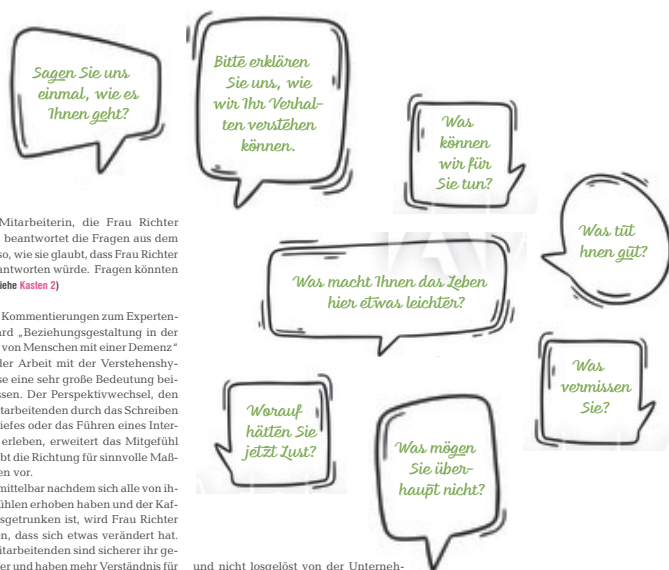 Sagen Sie uns
einmal, wie es
Ihnen geht?
Bitte erklären
Sie uns, wie
wir Ihr Verhal-
ten verstehen
können.
Was
können
wir für
Sie tun?
Was tut
hnen gut?
Was macht Ihnen das Leben
hier etwas leichter?
Was
vermissen
Sie?
Worauf
hätten Sie
jetzt Lust?
Was mögen
Sie über-
haupt nicht?
Mitarbeiterin, die Frau Richter
beantwortet die Fragen aus dem
so, wie sie glaubt, dass Frau Richter
antworten würde. Fragen könnten
iehe Kasten 2)
Kommentierungen zum Experten-
ard „Beziehungsgestaltung in der
von Menschen mit einer Demenz“
der Arbeit mit der Verstehenshy-
se eine sehr große Bedeutung bei-
ssen. Der Perspektivwechsel, den
tarbeitenden durch das Schreiben
iefes oder das Führen eines Inter-
erleben, erweitert das Mitgefühl
bt die Richtung für sinnvolle Maß-
en vor.
mittelbar nachdem sich alle von ih-
ühlen erhoben haben und der Kaf-
sgetrunken ist, wird Frau Richter
en, dass sich etwas verändert hat.
itarbeitenden sind sicherer ihr ge-
er und haben mehr Verständnis für
und nicht losgelöst von der Unterneh-